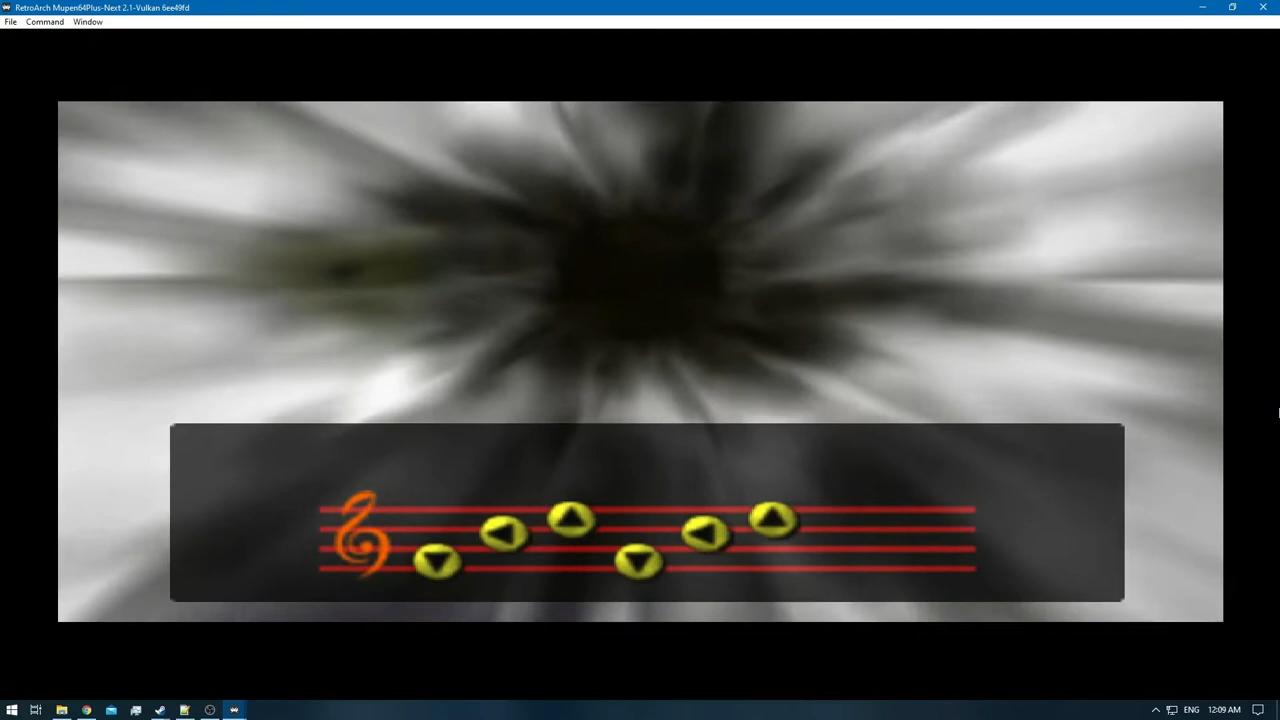 RetroArch Mupen64Plus-Next 2.1-Vulkan 6ee49fd
File Command Window
ENG 12:09 AM